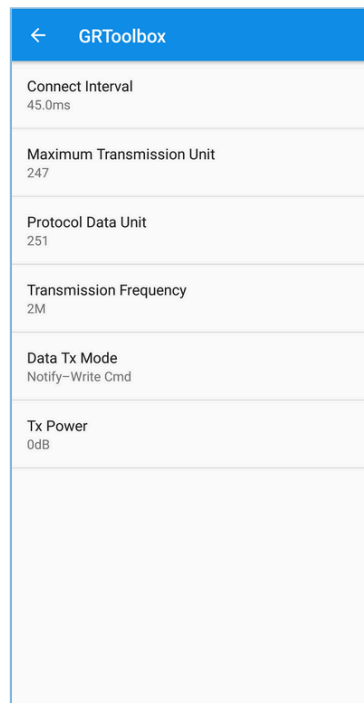 GRToolbox
Connect Interval
45.0ms
Maximum Transmission Unit
247
Protocol Data Unit
251
Transmission Frequency
2M
Data Tx Mode
Notify–Write Cmd
Tx Power
0dB